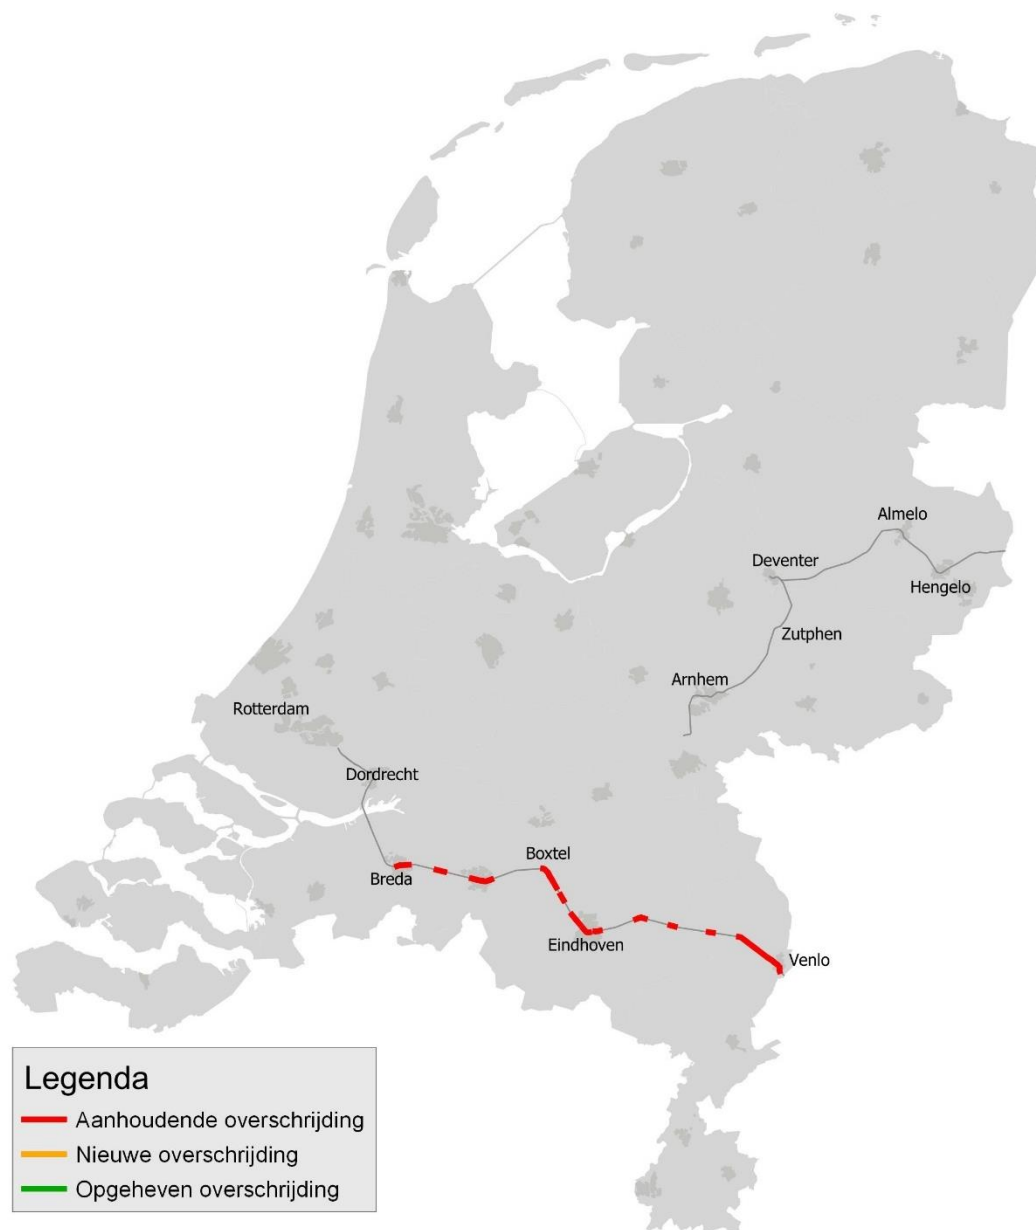 Almelo
Deventer
Hengelo
Zutphen
Arnhem
Rotterdam
Dordrecht
Boxtel
Breda
Eindhoven
Venlo
Legenda
Aanhoudende overschrijding
Nieuwe overschrijding
Opgeheven overschrijding